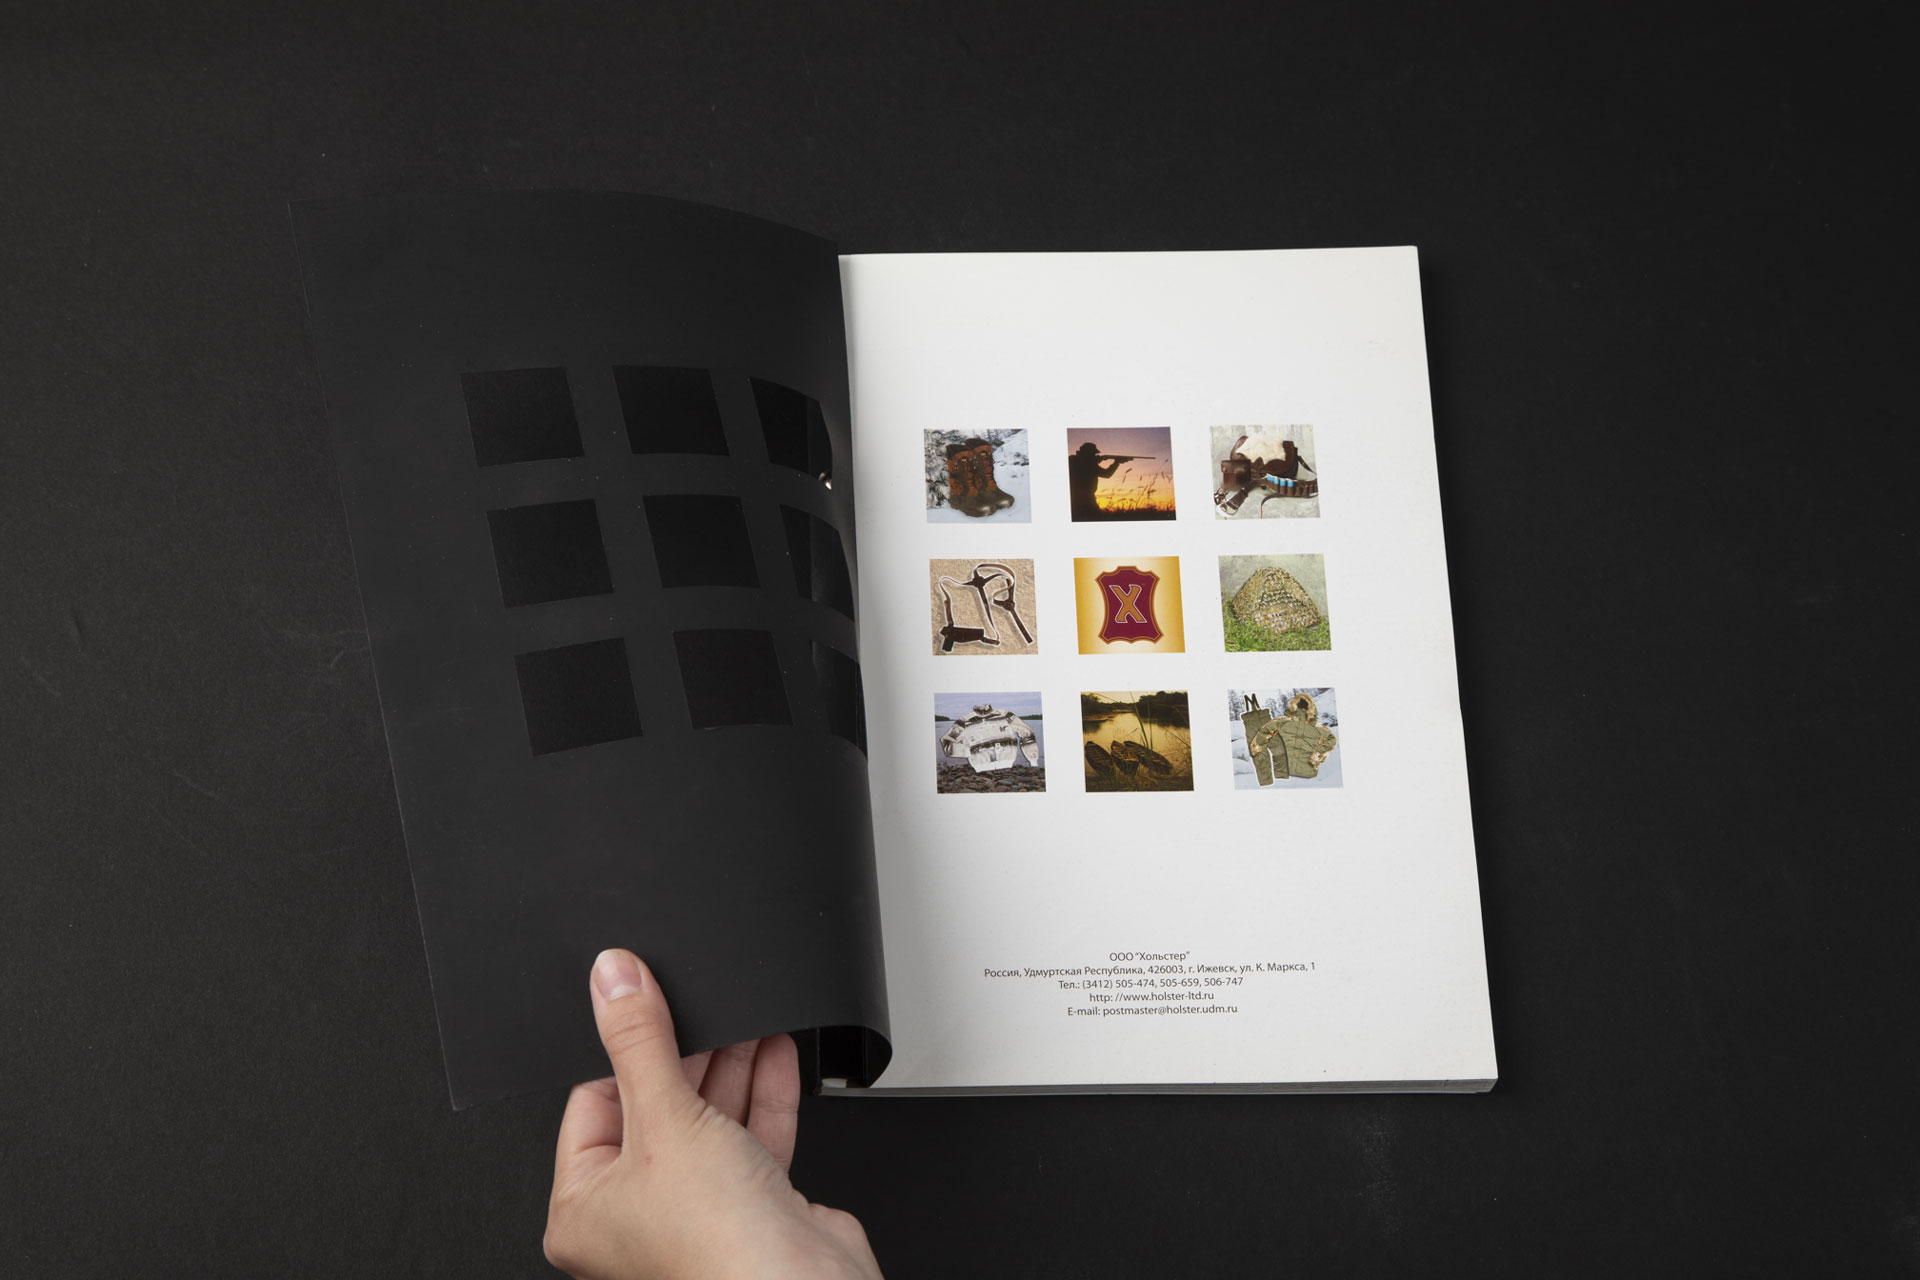 X
ООО "Хольстер"
Россия, Удмуртская Республика, 426003, г. Ижевск, ул. К. Маркса, 1
Тел.: (3412) 505-474, 505-659, 506-747
http: //www.holster-ltd.ru
E-mail: postmaster@holster.udm.ru